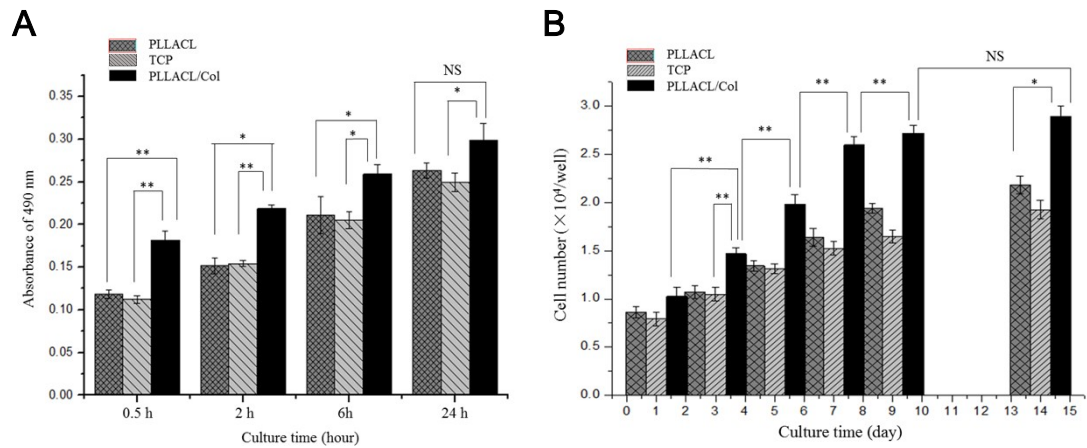 A
PLLACL
TCP
PLLACL/Col
NS
*
*
*
*
**
**
**
0.35
0.30
0.25
0.20
0.15
0.10
0.05
0.00
Absorbance of 490 nm
0.5 h 2 h 6h 24 h
Culture time (hour)
B
PLLACL
TCP
PLLACL/Col
NS
** ** *
**
**
**
3.0
2.5
2.0
1.5
1.0
0.5
0.0
Cell number (×10⁴/well)
0 1 2 3 4 5 6 7 8 9 10 11 12 13 14 15
Culture time (day)